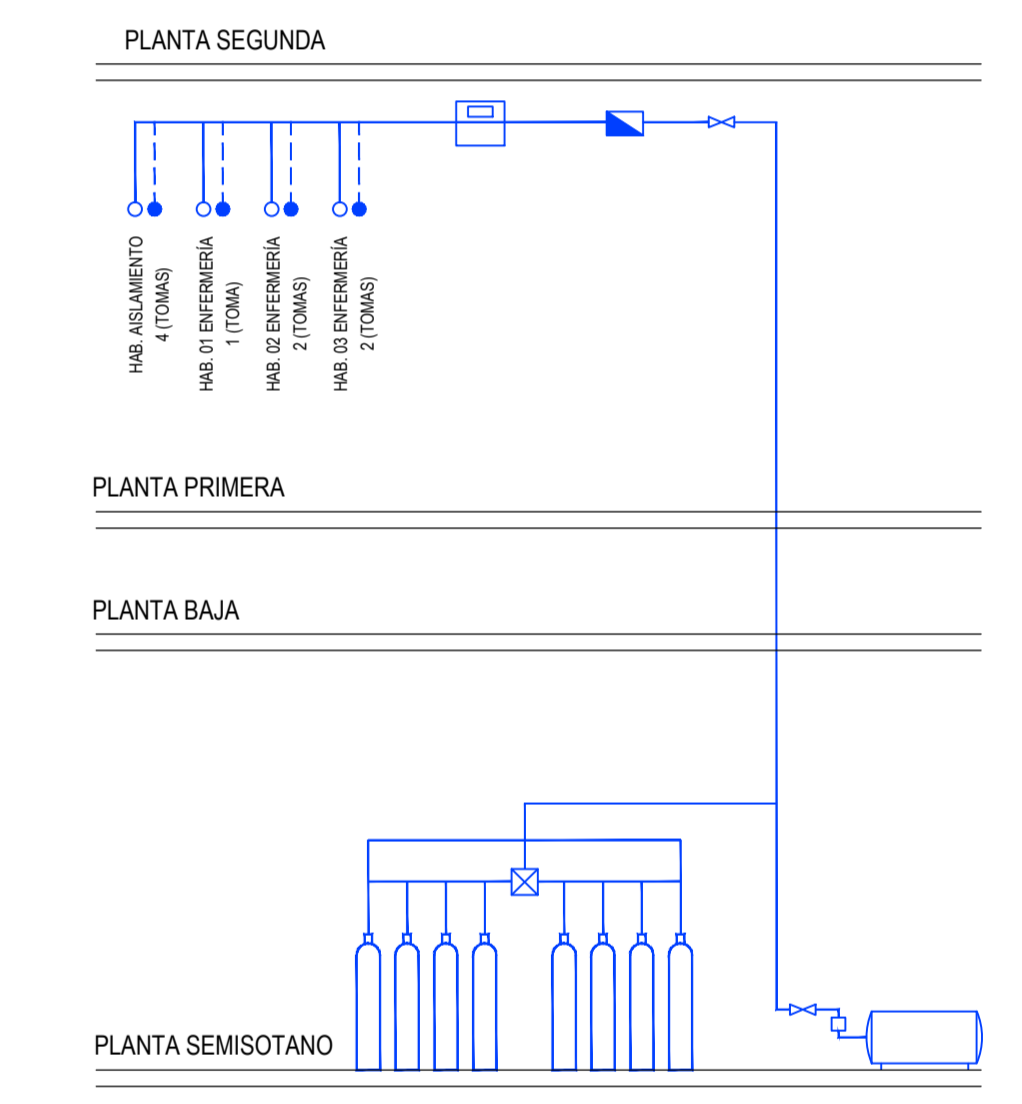 PLANTA SEGUNDA
HAB. AISLAMIENTO
4 (TOMAS)
HAB. 01 ENFERMERÍA
1 (TOMA)
HAB. 02 ENFERMERÍA
2 (TOMAS)
HAB. 03 ENFERMERÍA
2 (TOMAS)
PLANTA PRIMERA
PLANTA BAJA
PLANTA SEMISOTANO